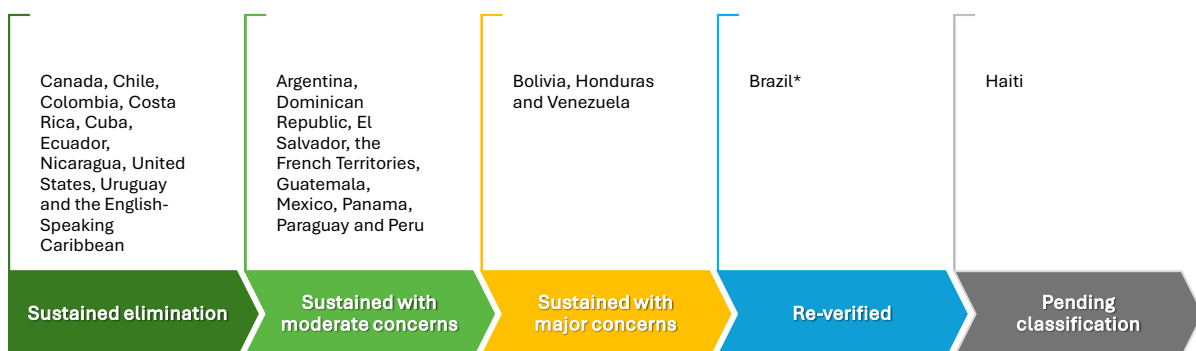 Canada, Chile,
Colombia, Costa
Rica, Cuba,
Ecuador,
Nicaragua, United
States, Uruguay
and the English-
Speaking
Caribbean
Argentina,
Dominican
Republic, El
Salvador, the
French Territories,
Guatemala,
Mexico, Panama,
Paraguay and Peru
Bolivia, Honduras
and Venezuela
Brazil*
Haiti
Sustained elimination
Sustained with
moderate concerns
Sustained with
major concerns
Re-verified
Pending
classification